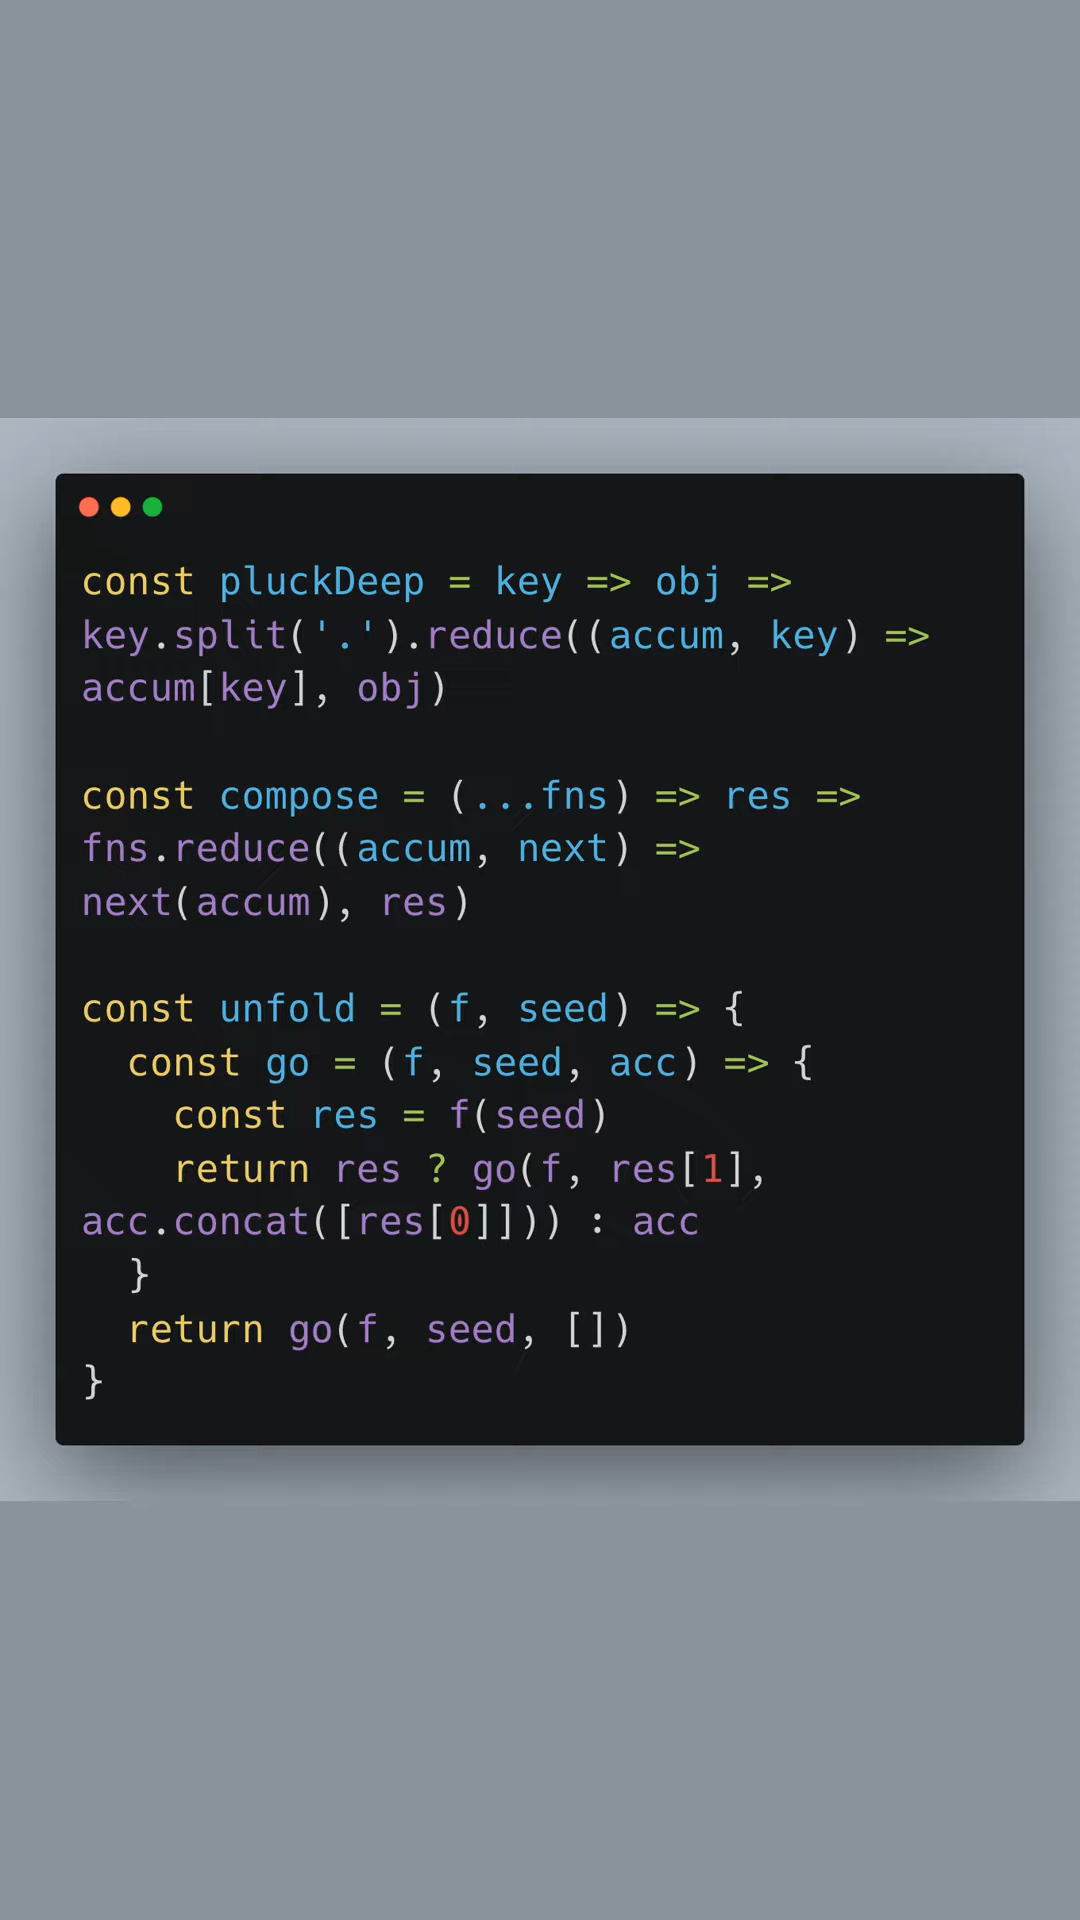 const pluckDeep = key => obj =>
key.split('.').reduce((accum, key) =>
accum[key], obj)

const compose = (...fns) => res =>
fns.reduce((accum, next) =>
next(accum), res)

const unfold = (f, seed) => {
  const go = (f, seed, acc) => {
    const res = f(seed)
    return res ? go(f, res[1],
acc.concat([res[0]])) : acc
  }
  return go(f, seed, [])
}